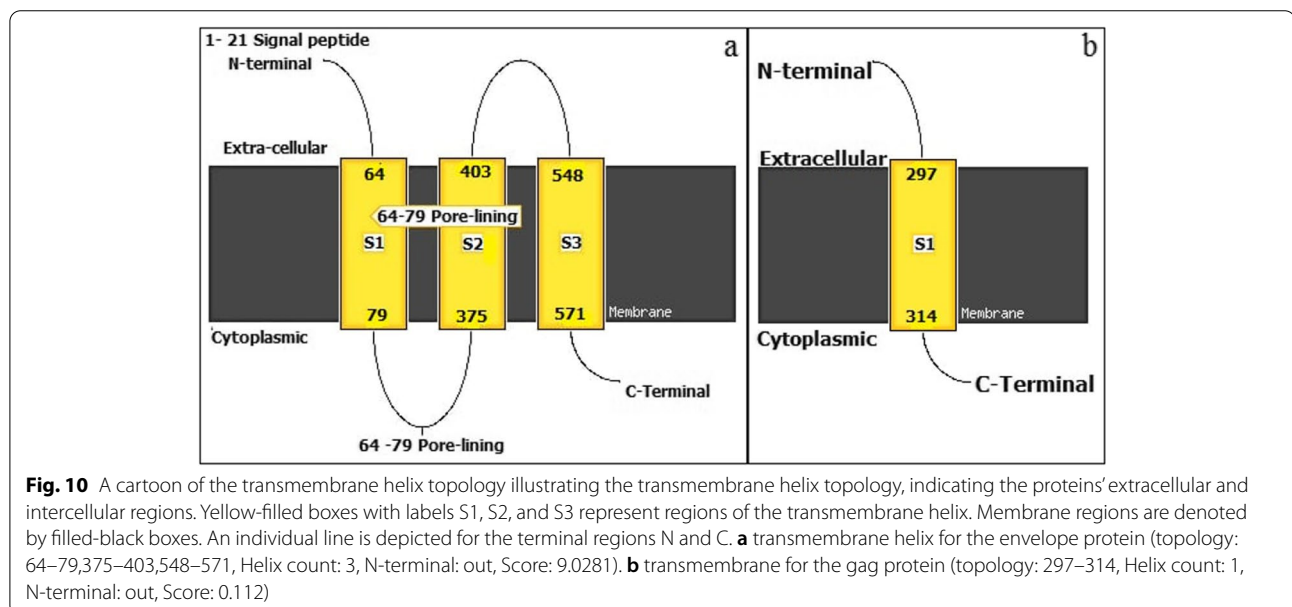 1- 21 Signal peptide
a
N-terminal
Extra-cellular
64
403
548
64-79 Pore-lining
S1
S2
S3
79
375
571
Membrane
Cytoplasmic
C-Terminal
64 -79 Pore-lining
b
N-terminal
Extracellular
297
S1
314
Membrane
Cytoplasmic
C-Terminal
Fig. 10 A cartoon of the transmembrane helix topology illustrating the transmembrane helix topology, indicating the proteins' extracellular and
intercellular regions. Yellow-filled boxes with labels S1, S2, and S3 represent regions of the transmembrane helix. Membrane regions are denoted
by filled-black boxes. An individual line is depicted for the terminal regions N and C. a transmembrane helix for the envelope protein (topology:
64–79,375–403,548–571, Helix count: 3, N-terminal: out, Score: 9.0281). b transmembrane for the gag protein (topology: 297–314, Helix count: 1,
N-terminal: out, Score: 0.112)